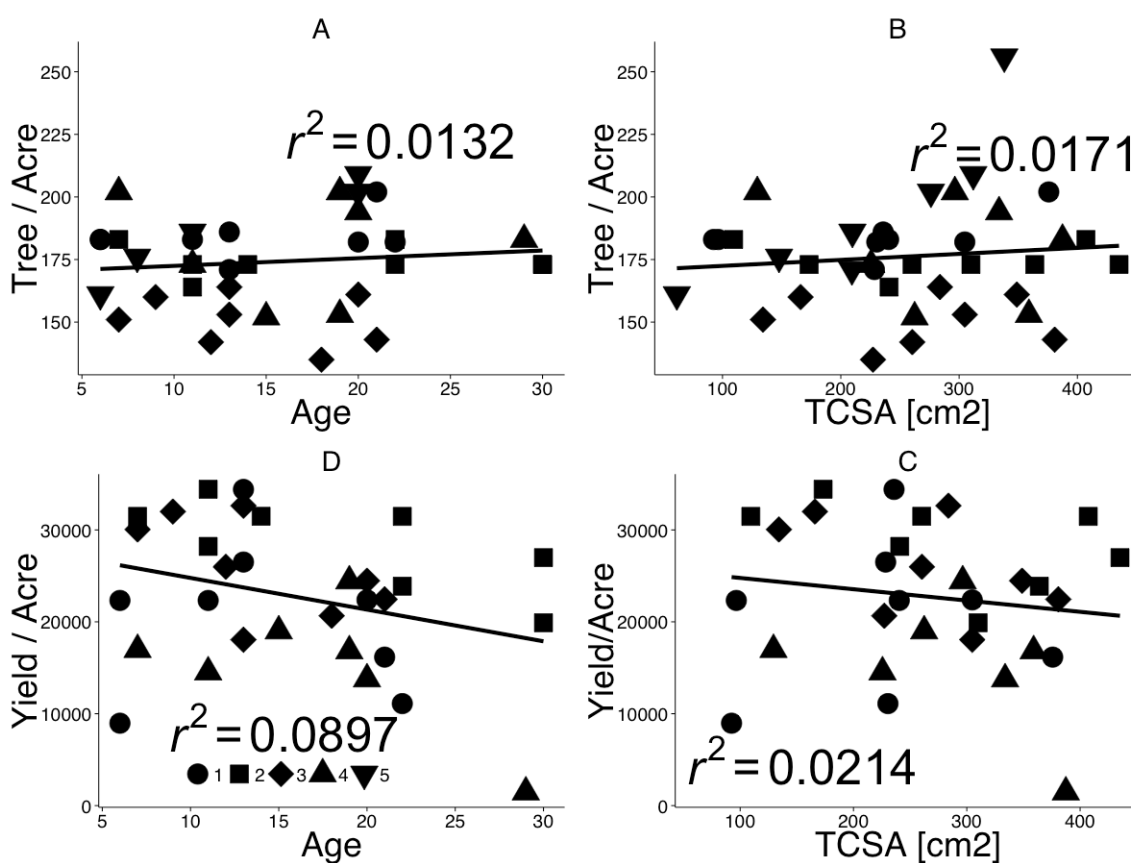 A
Tree / Acre
250
225
200
175
150
r2 = 0.0132
5 10 15 20 25 30
Age
B
Tree / Acre
250
225
200
175
150
r2 = 0.0171
100 200 300 400
TCSA [cm2]
D
Yield / Acre
30000
20000
10000
0
r2 = 0.0897
1 2 3 4 5
5 10 15 20 25 30
Age
C
Yield/Acre
30000
20000
10000
0
r2 = 0.0214
100 200 300 400
TCSA [cm2]